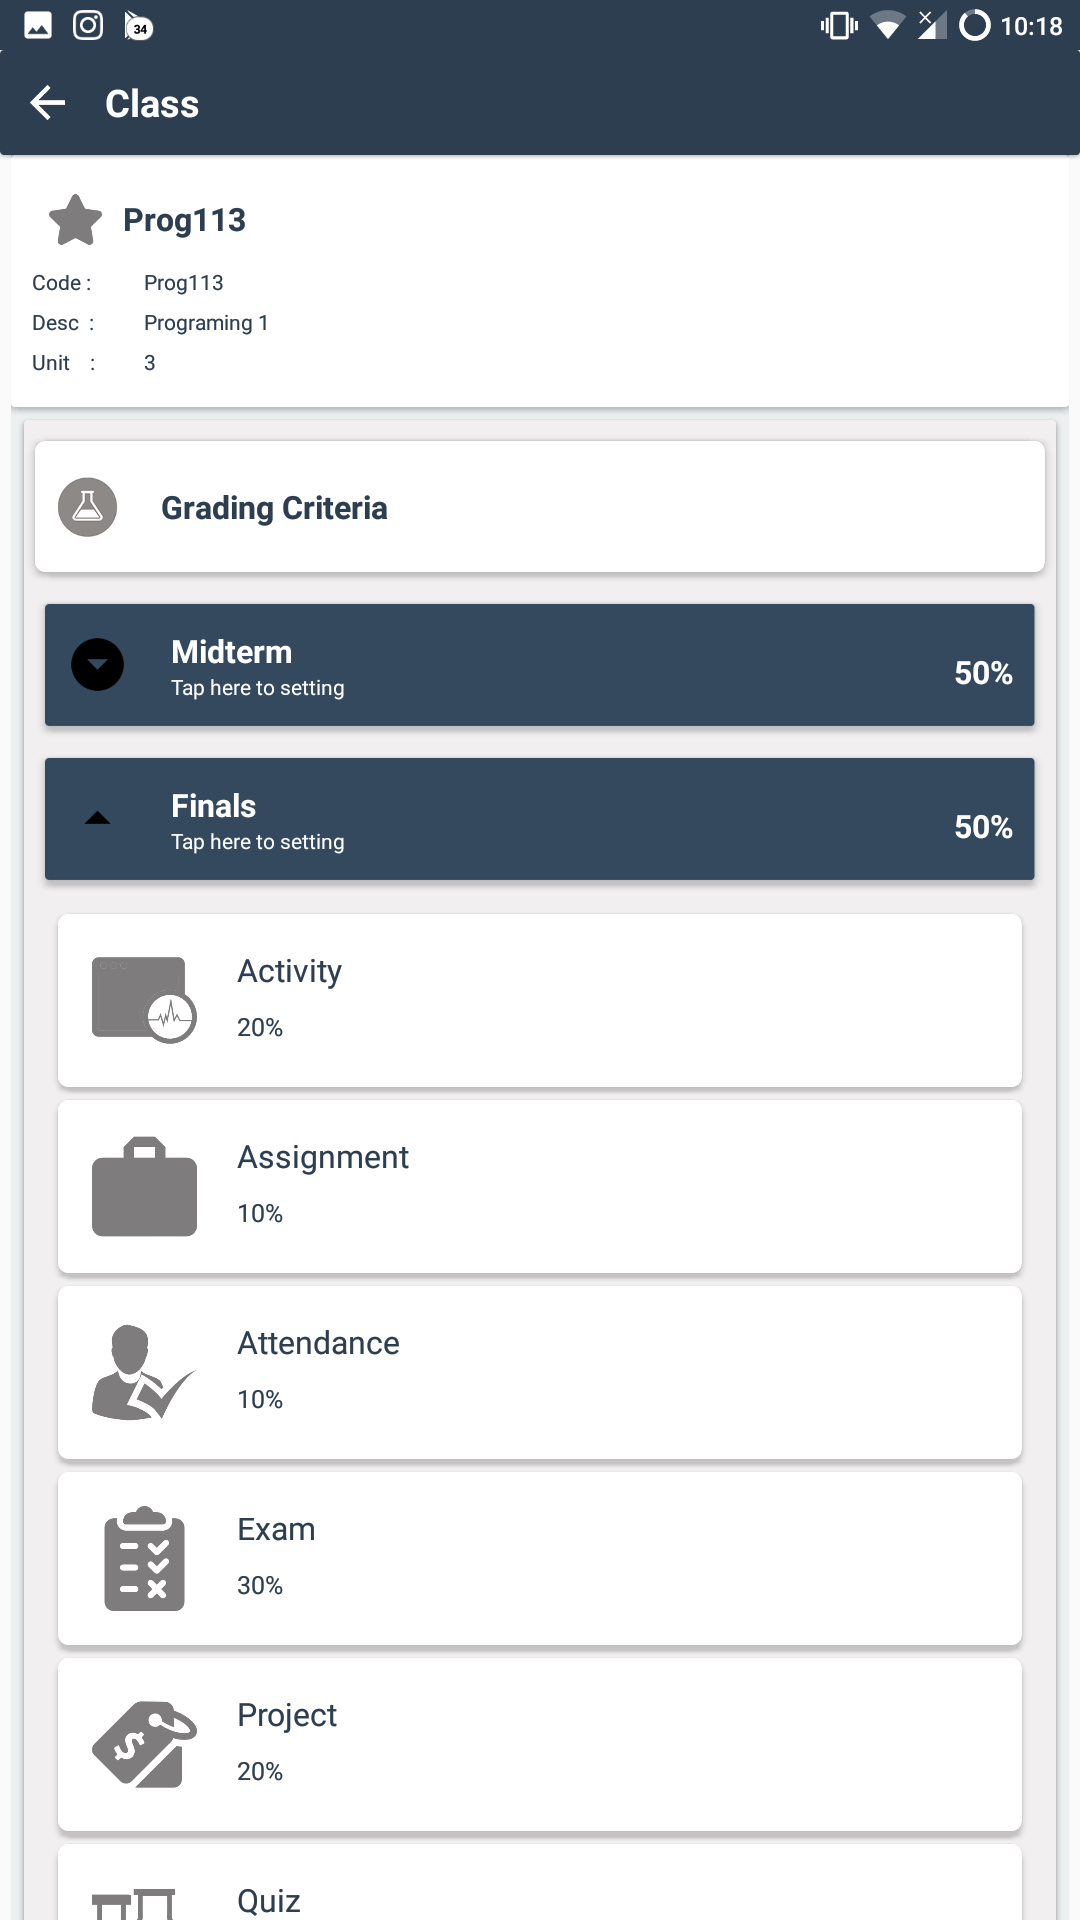 34
10:18
Class
Prog113
Code : Prog113
Desc : Programing 1
Unit : 3
Grading Criteria
Midterm
Tap here to setting
50%
Finals
Tap here to setting
50%
Activity
20%
Assignment
10%
Attendance
10%
Exam
30%
$
Project
20%
Quiz